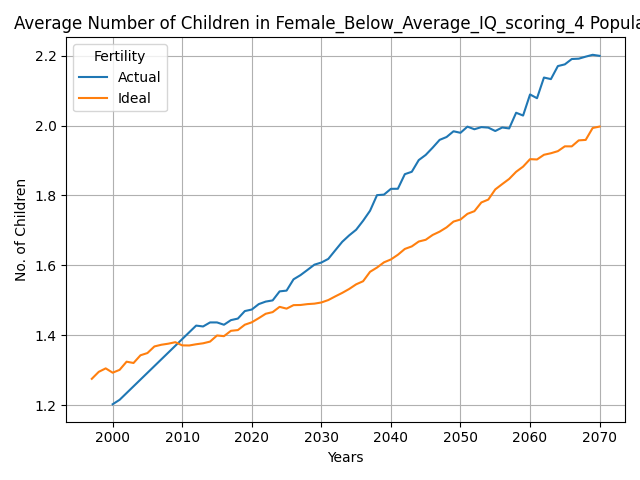 Average Number of Children in Female_Below_Average_IQ_scoring_4 Popula
Fertility
Actual
Ideal
No. of Children
2.2
2.0
1.8
1.6
1.4
1.2
2000 2010 2020 2030 2040 2050 2060 2070
Years